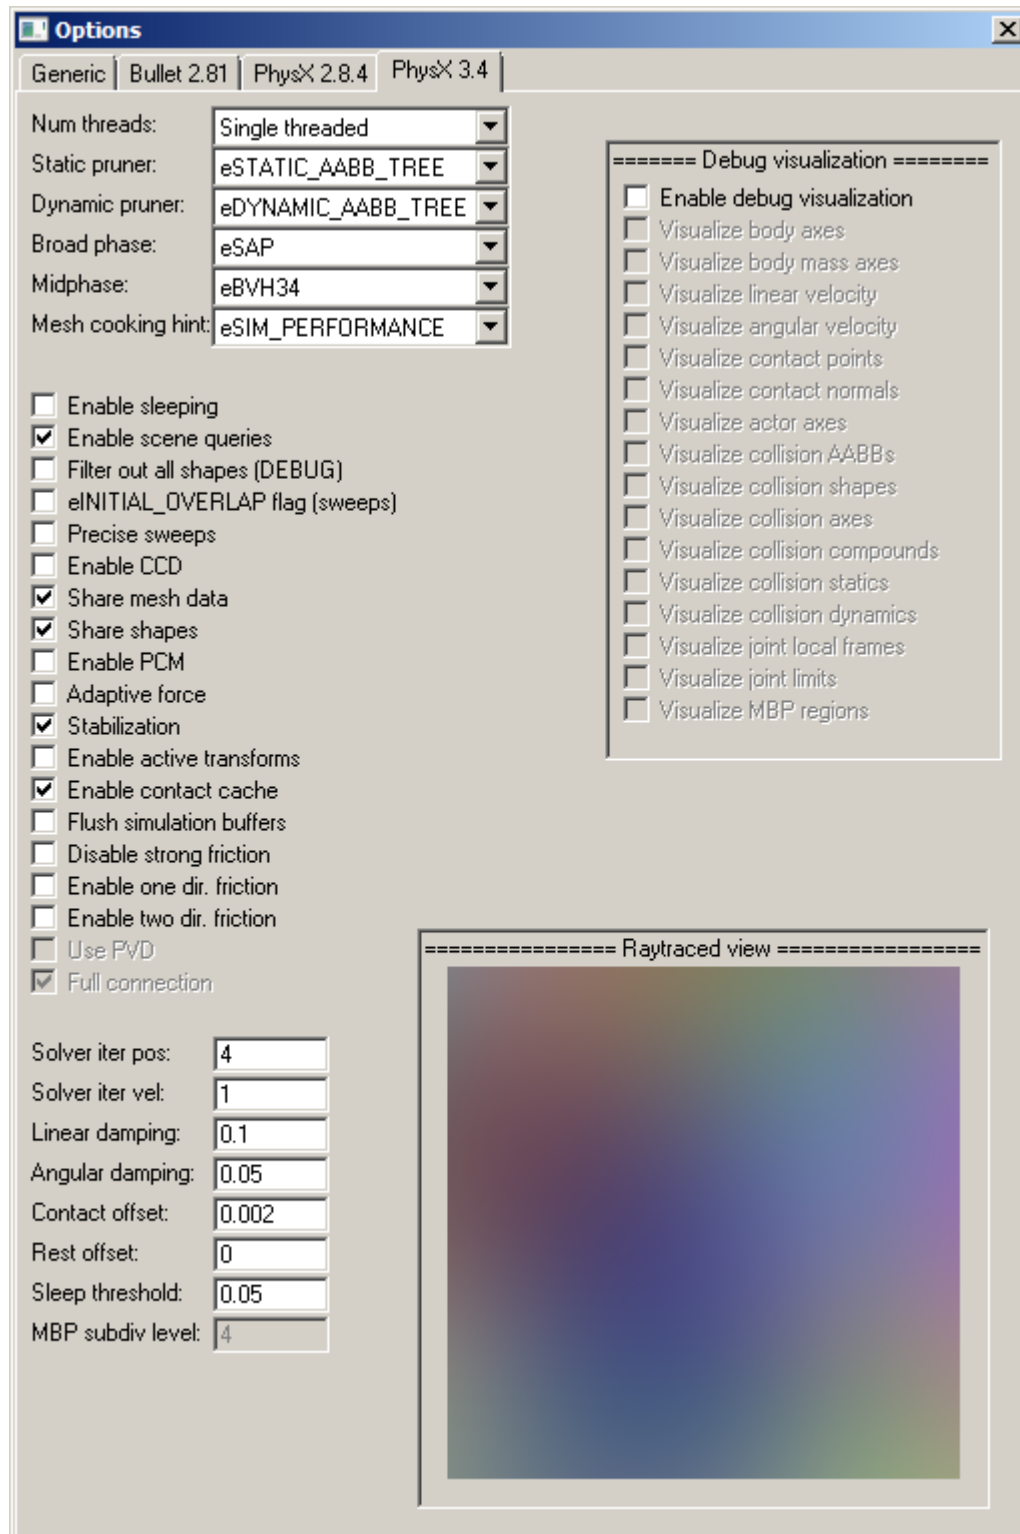 Options
Generic Bullet 2.81 PhysX 2.8.4 PhysX 3.4
Num threads: Single threaded
Static pruner: eSTATIC_AABB_TREE
Dynamic pruner: eDYNAMIC_AABB_TREE
Broad phase: eSAP
Midphase: eBVH34
Mesh cooking hint: eSIM_PERFORMANCE
Enable sleeping
Enable scene queries
Filter out all shapes (DEBUG)
eINITIAL_OVERLAP flag (sweeps)
Precise sweeps
Enable CCD
Share mesh data
Share shapes
Enable PCM
Adaptive force
Stabilization
Enable active transforms
Enable contact cache
Flush simulation buffers
Disable strong friction
Enable one dir. friction
Enable two dir. friction
Use PVD
Full connection
Solver iter pos: 4
Solver iter vel: 1
Linear damping: 0.1
Angular damping: 0.05
Contact offset: 0.002
Rest offset: 0
Sleep threshold: 0.05
MBP subdiv level: 4
======= Debug visualization ========
Enable debug visualization
Visualize body axes
Visualize body mass axes
Visualize linear velocity
Visualize angular velocity
Visualize contact points
Visualize contact normals
Visualize actor axes
Visualize collision AABBs
Visualize collision shapes
Visualize collision axes
Visualize collision compounds
Visualize collision statics
Visualize collision dynamics
Visualize joint local frames
Visualize joint limits
Visualize MBP regions
================ Raytraced view =================